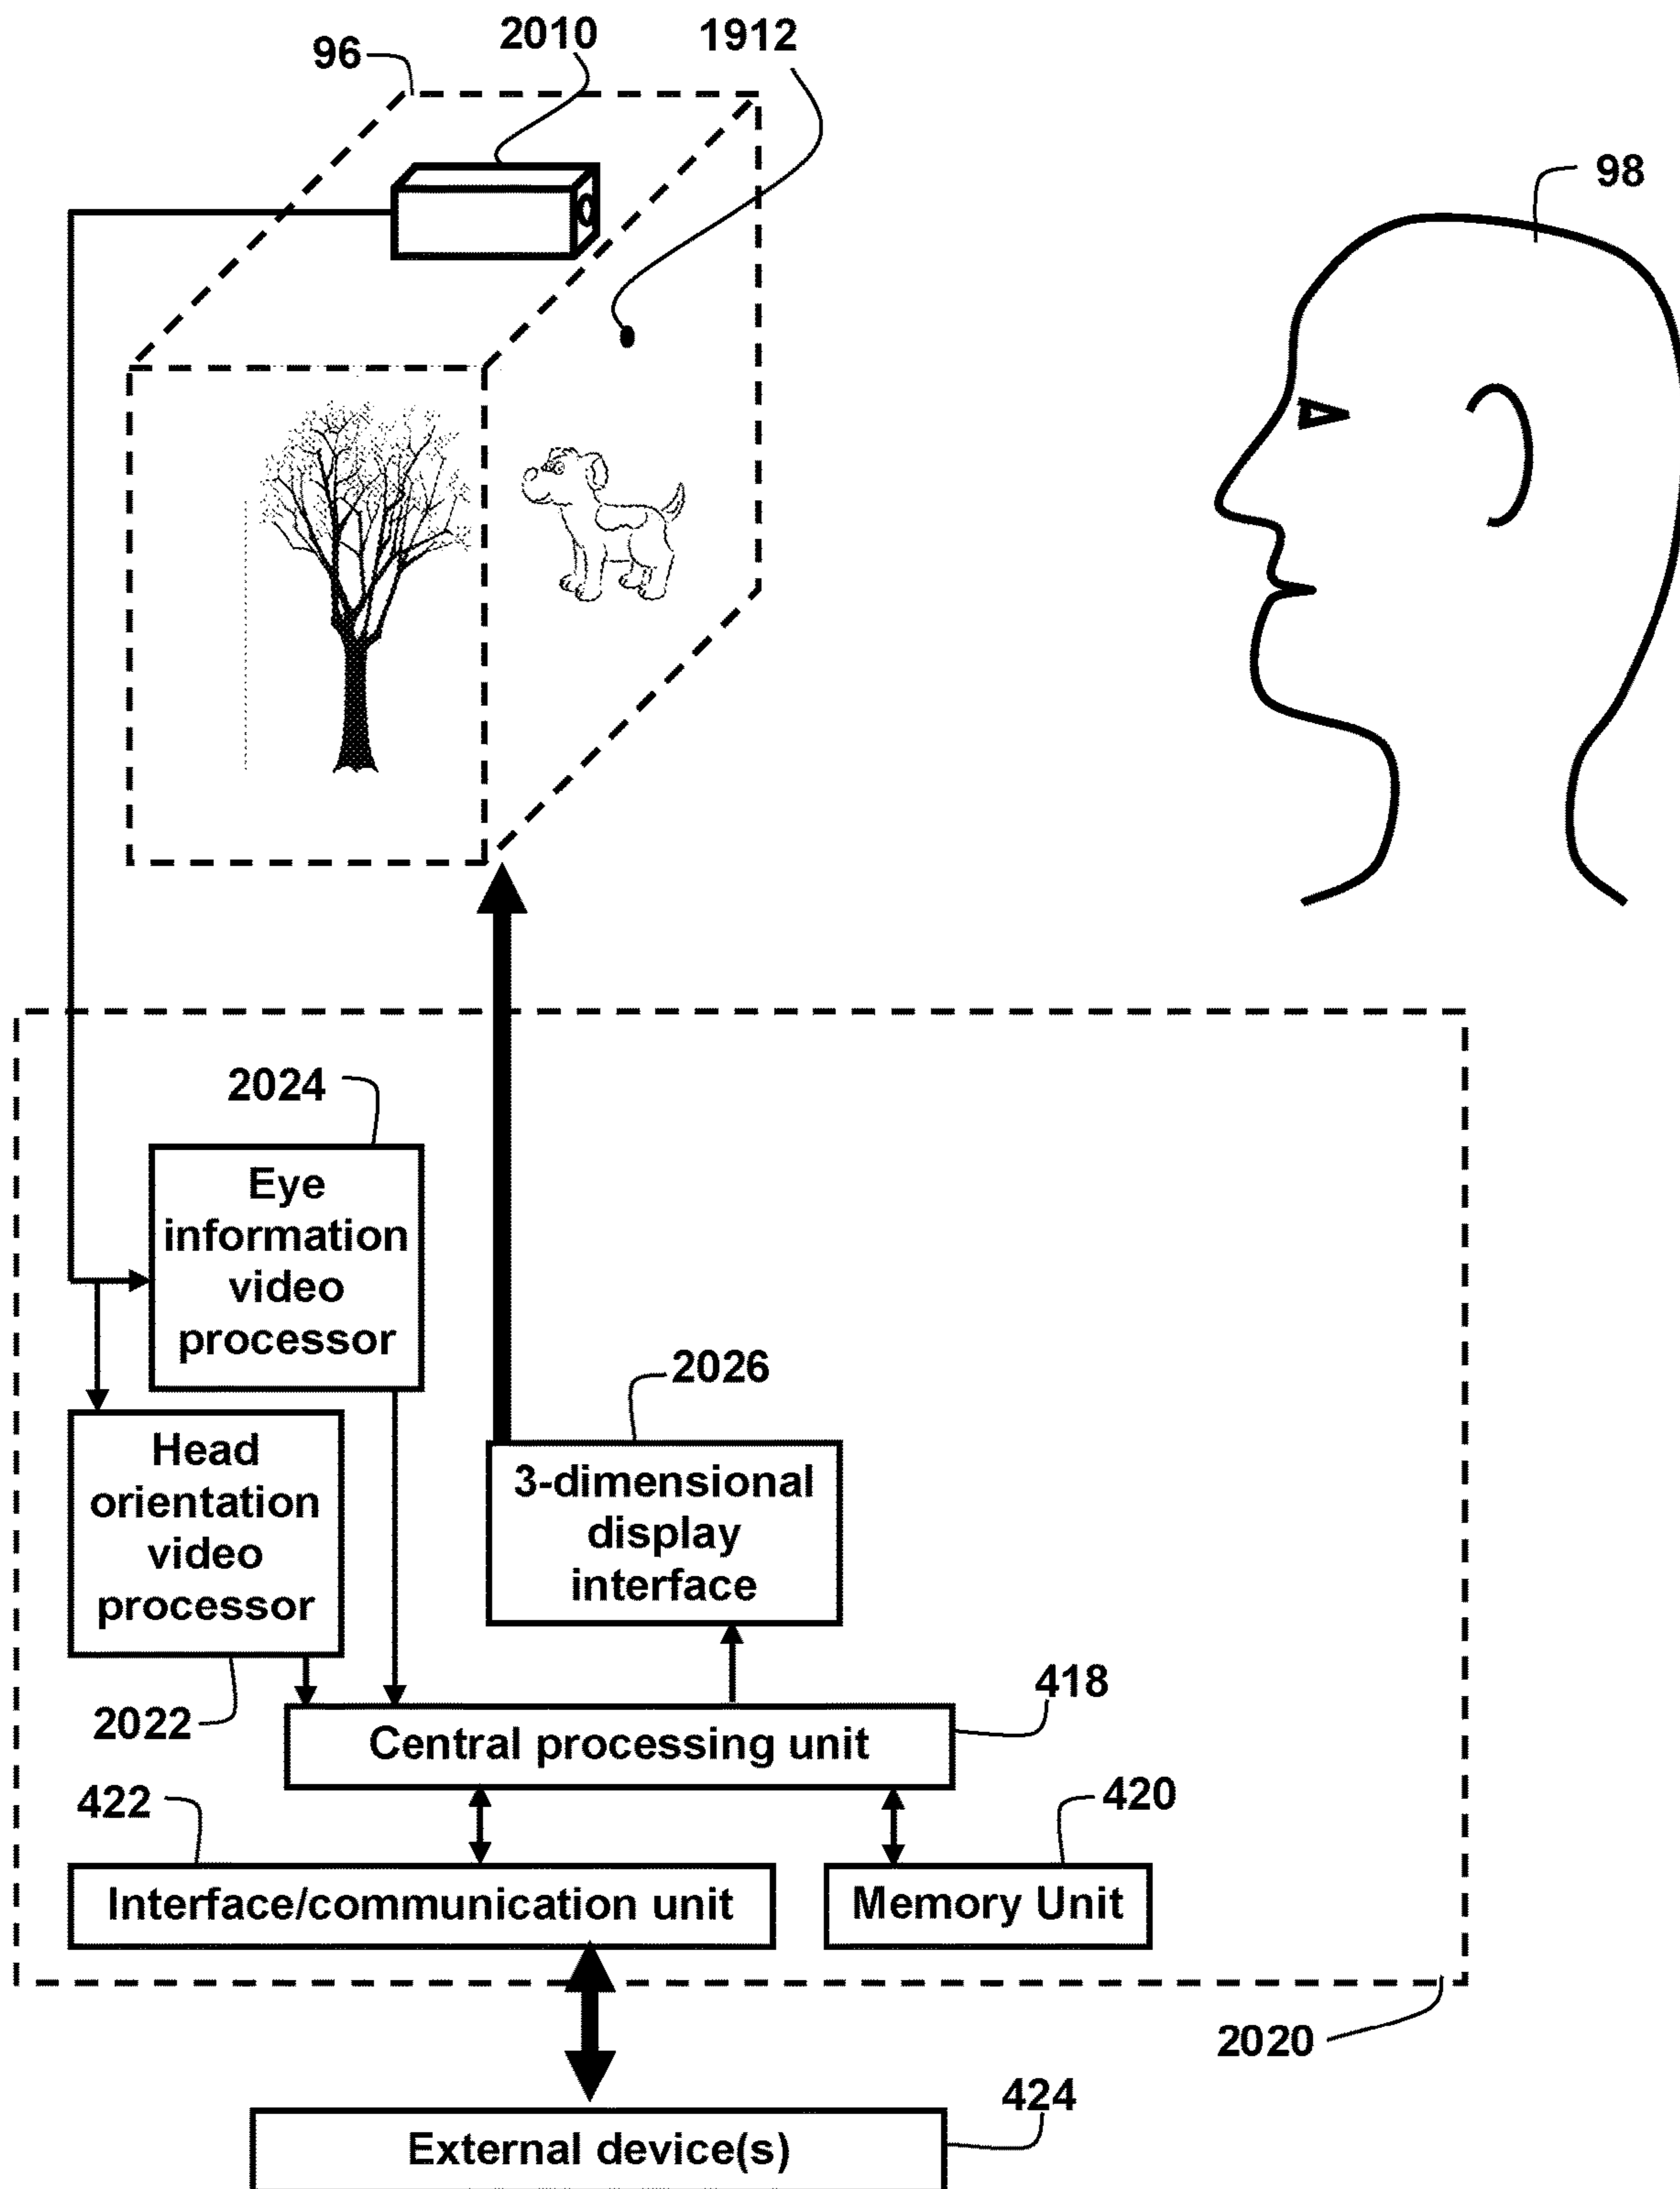 2010
1912
96
98
2024
Eye
information
video
processor
2026
Head
orientation
video
processor
3-dimensional
display
interface
418
2022
Central processing unit
422
420
Interface/communication unit
Memory Unit
2020
424
External device(s)